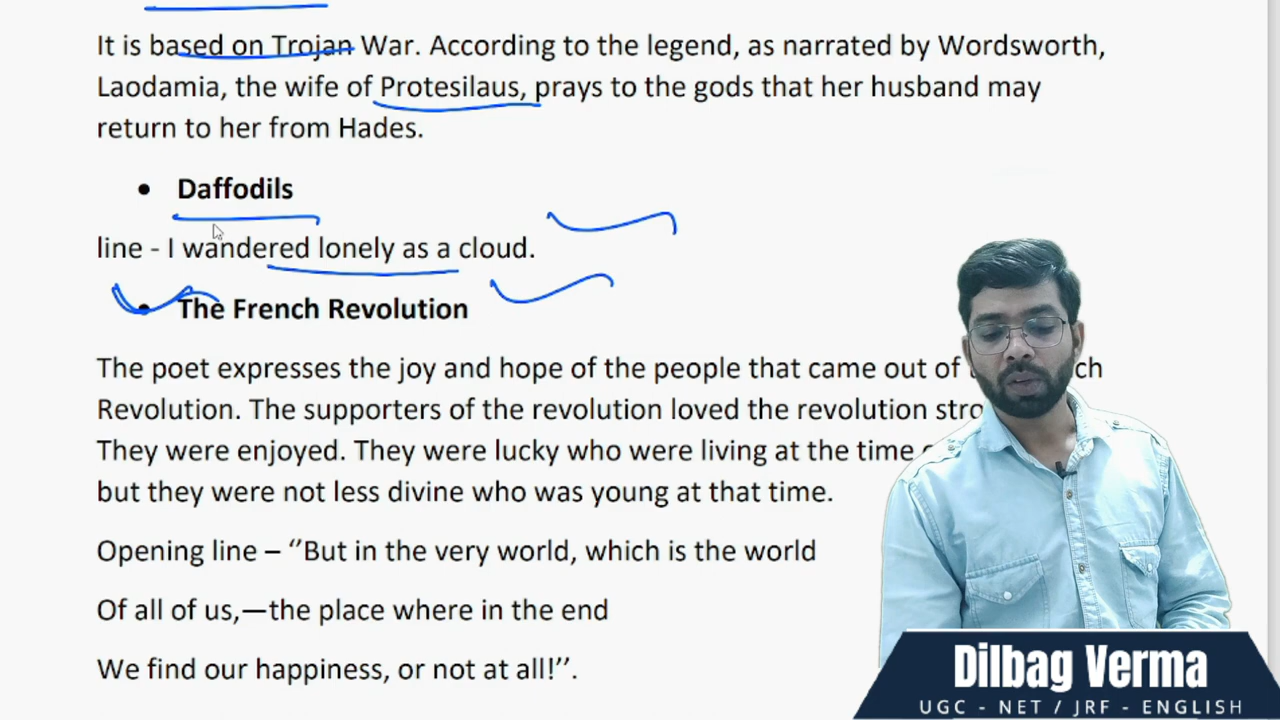 It is based on Trojan War. According to the legend, as narrated by Wordsworth,
Laodamia, the wife of Protesilaus, prays to the gods that her husband may
return to her from Hades.
• Daffodils
line - I wandered lonely as a cloud.
• The French Revolution
The poet expresses the joy and hope of the people that came out of
Revolution. The supporters of the revolution loved the revolution
They were enjoyed. They were lucky who were living at the time
but they were not less divine who was young at that time.
Opening line – ‘’But in the very world, which is the world
Of all of us,—the place where in the end
We find our happiness, or not at all!’’.
Dilbag Verma
UGC - NET / JRF - ENGLISH